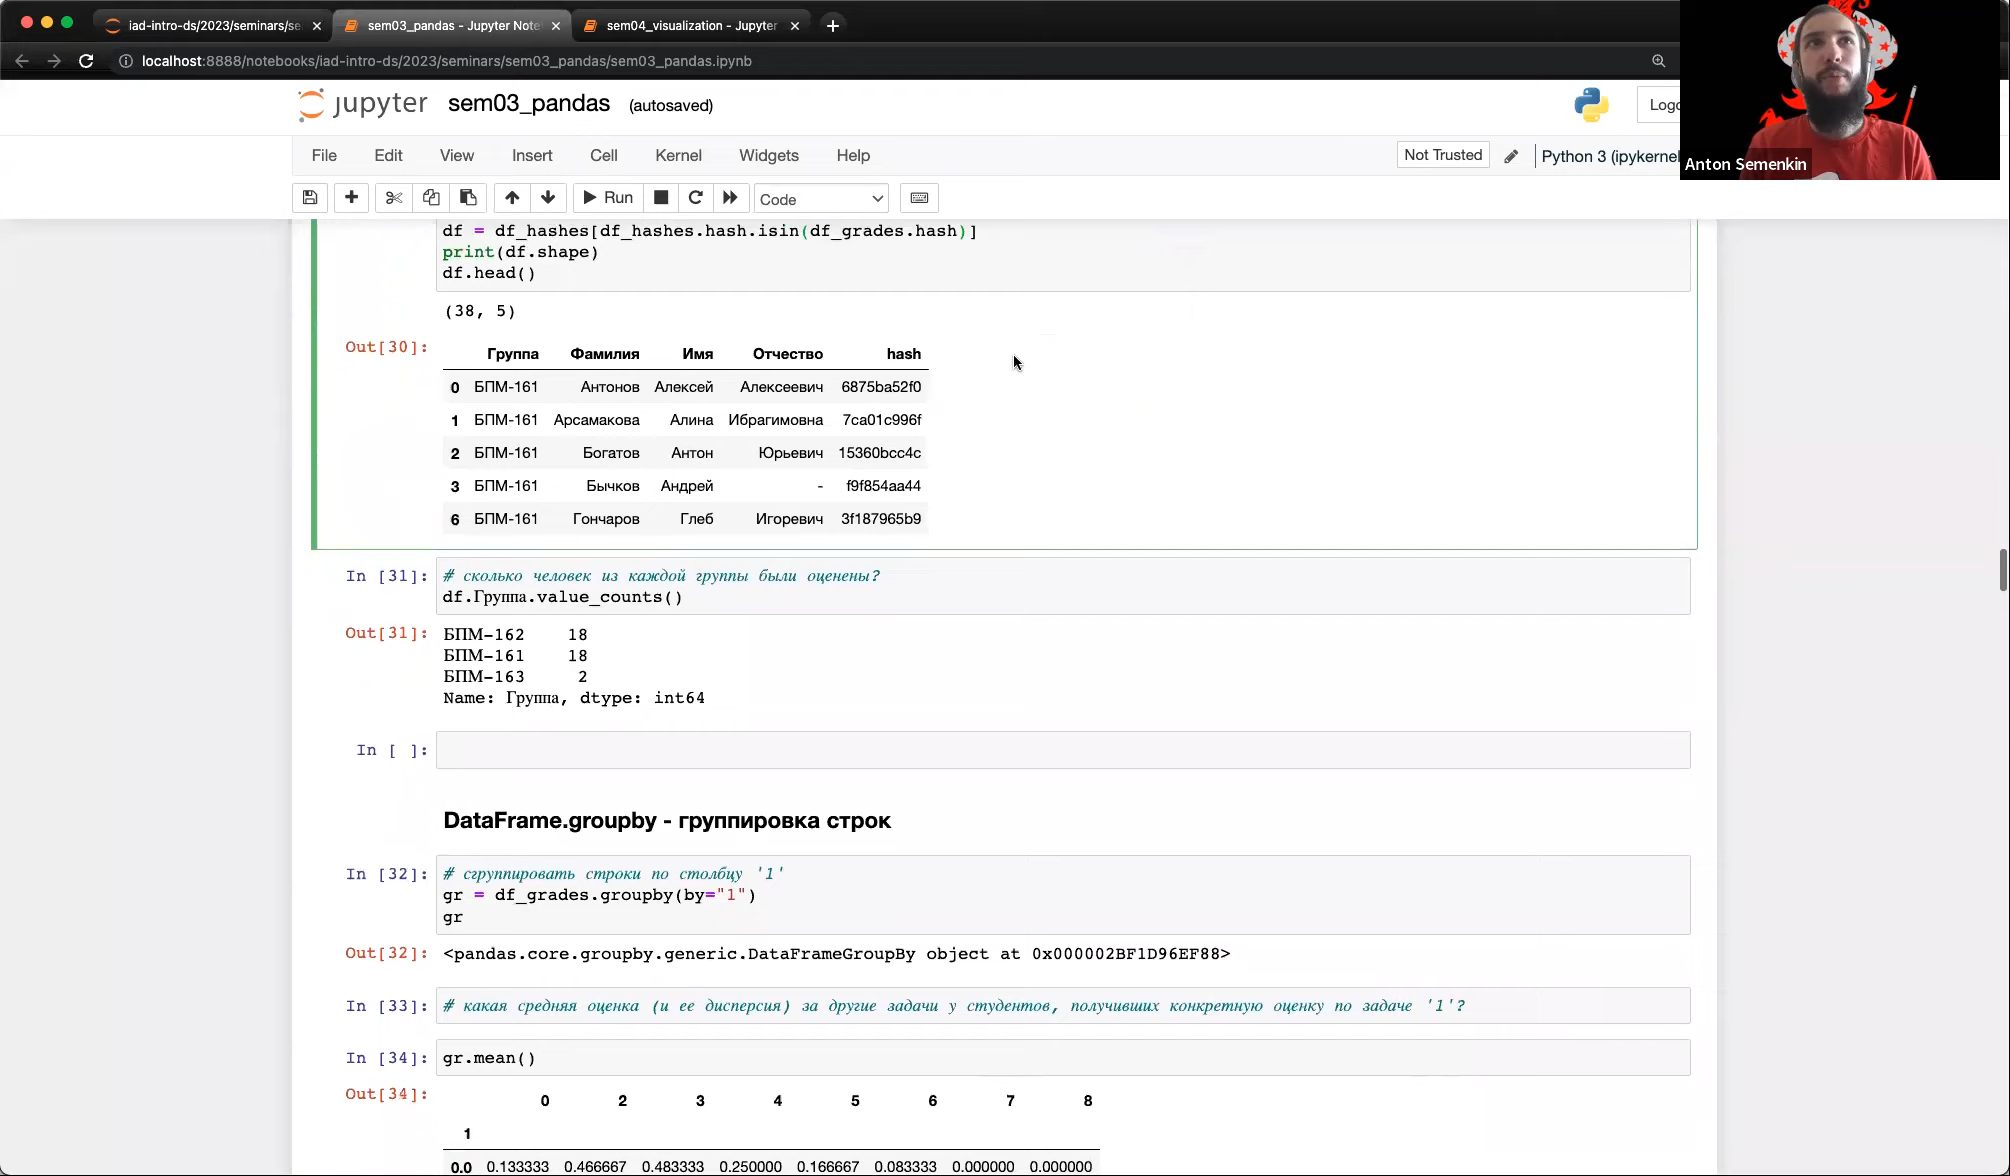 iad-intro-ds/2023/seminars/se
sem03_pandas - Jupyter Note
sem04_visualization - Jupyter
localhost:8888/notebooks/iad-intro-ds/2023/seminars/sem03_pandas/sem03_pandas.ipynb
jupyter sem03_pandas (autosaved)
Logo
File Edit View Insert Cell Kernel Widgets Help
Not Trusted
Python 3 (ipykernel
Anton Semenkin
Run
Code
df = df_hashes[df_hashes.hash.isin(df_grades.hash)]
print(df.shape)
df.head()
(38, 5)
Out[30]:
Группа Фамилия Имя Отчество hash
0 БПМ-161 Антонов Алексей Алексеевич 6875ba52f0
1 БПМ-161 Арсамакова Алина Ибрагимовна 7ca01c996f
2 БПМ-161 Богатов Антон Юрьевич 15360bcc4c
3 БПМ-161 Бычков Андрей - f9f854aa44
6 БПМ-161 Гончаров Глеб Игоревич 3f187965b9
In [31]: # сколько человек из каждой группы были оценены?
df.Группа.value_counts()
Out[31]: БПМ-162 18
БПМ-161 18
БПМ-163 2
Name: Группа, dtype: int64
In [ ]:
DataFrame.groupby - группировка строк
In [32]: # сгруппировать строки по столбцу '1'
gr = df_grades.groupby(by="1")
gr
Out[32]: <pandas.core.groupby.generic.DataFrameGroupBy object at 0x000002BF1D96EF88>
In [33]: # какая средняя оценка (и ее дисперсия) за другие задачи у студентов, получивших конкретную оценку по задаче '1'?
In [34]: gr.mean()
Out[34]:
0 2 3 4 5 6 7 8
1
0.0 0.133333 0.466667 0.483333 0.250000 0.166667 0.083333 0.000000 0.000000